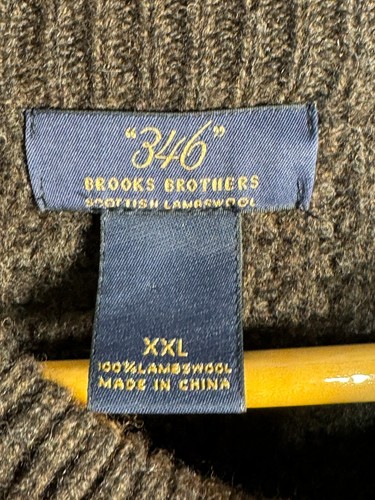 "346"
BROOKS BROTHERS
SCOTTISH LAMBSWOOL
XXL
100% LAMBSWOOL
MADE IN CHINA